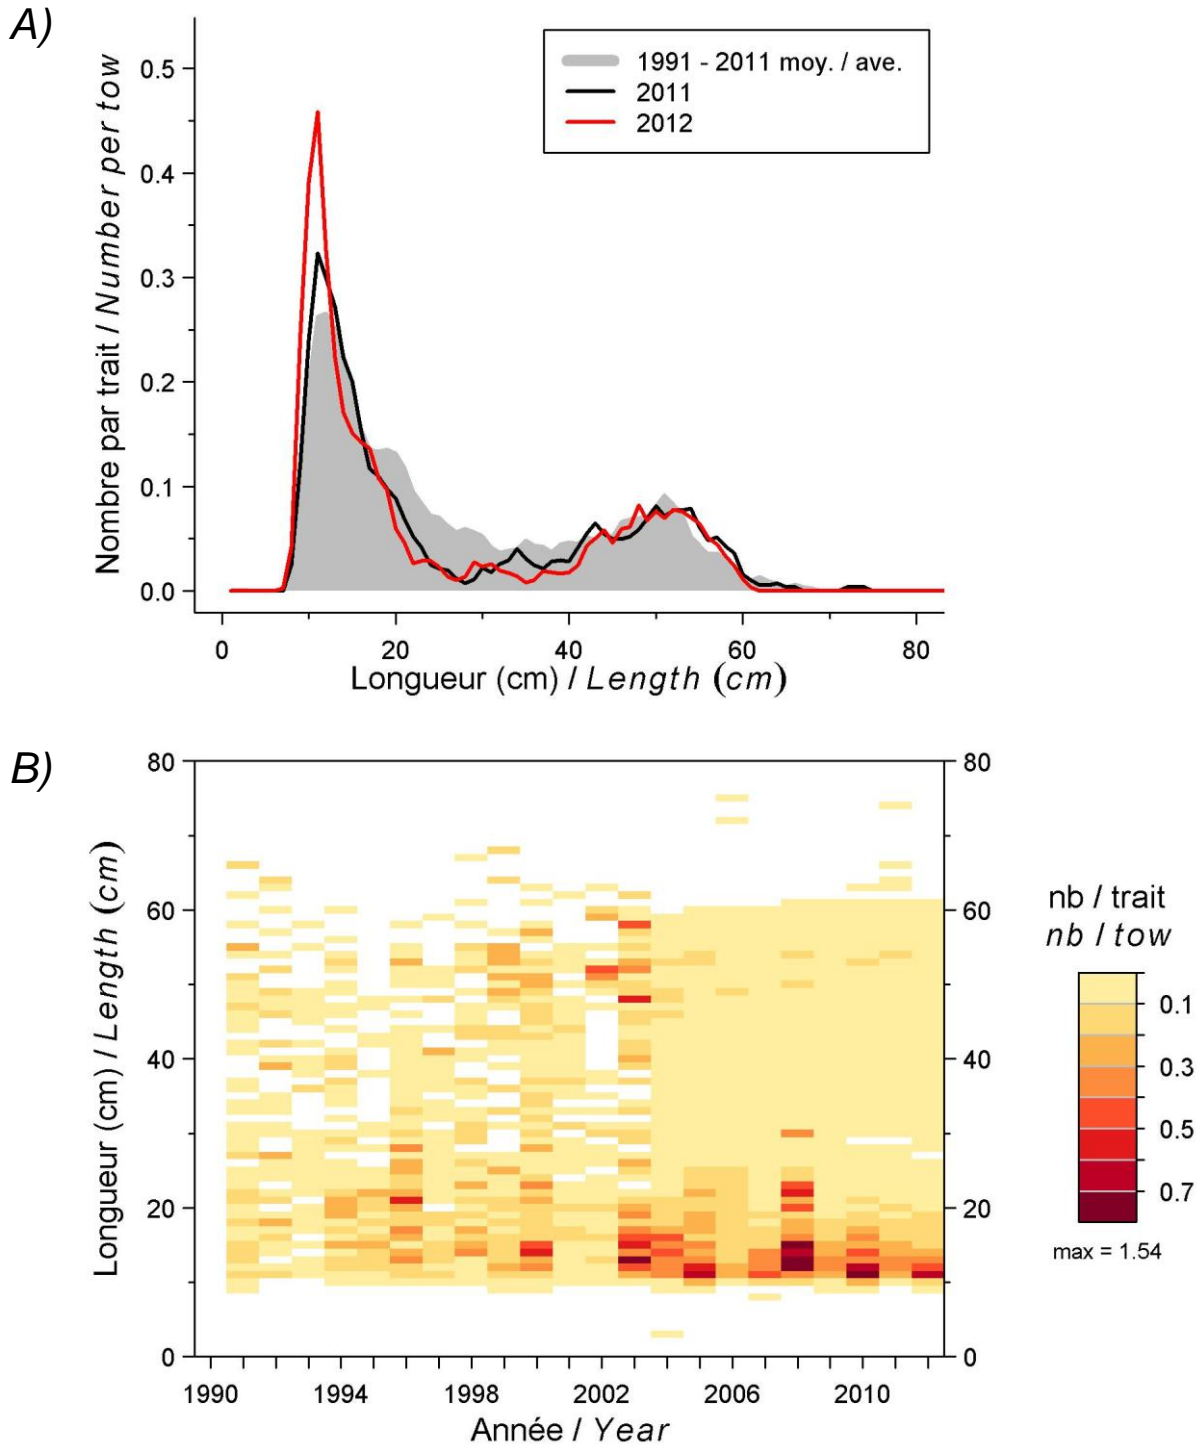 A)
Nombre par trait / Number per tow
0.5
0.4
0.3
0.2
0.1
0.0
1991 - 2011 moy. / ave.
2011
2012
0 20 40 60 80
Longueur (cm) / Length (cm)
B)
Longueur (cm) / Length (cm)
80
60
40
20
0
80
60
40
20
0
1990 1994 1998 2002 2006 2010
Année / Year
nb / trait
nb / tow
0.1
0.3
0.5
0.7
max = 1.54